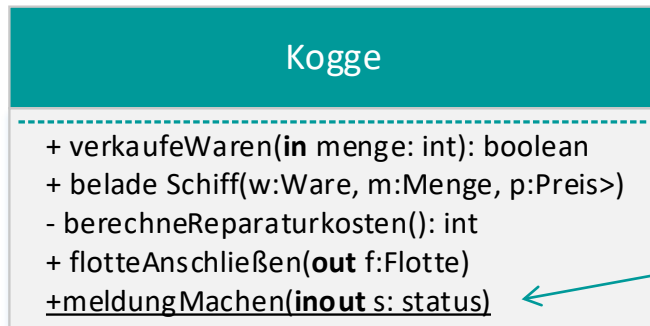 Kogge
+ verkaufeWaren(in menge: int): boolean
+ belade Schiff(w:Ware, m:Menge, p:Preis>)
- berechneReparaturkosten(): int
+ flotteAnschließen(out f:Flotte)
+meldungMachen(inout s: status)